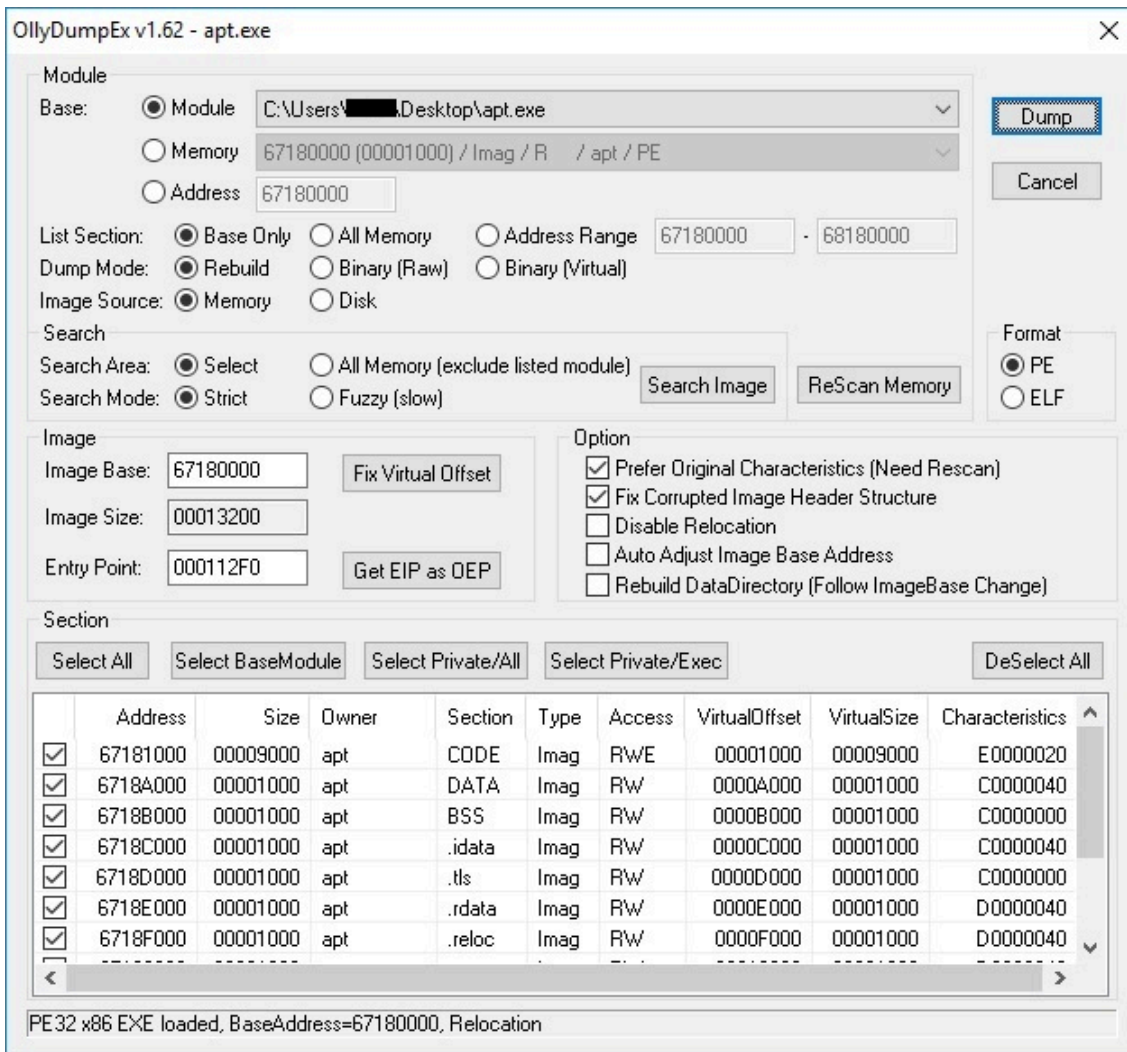 OllyDumpEx v1.62 - apt.exe
Module
Base: Module C:\Users\ \Desktop\apt.exe
Memory 67180000 (00001000) / Imag / R / apt / PE
Address 67180000
Dump
Cancel
List Section: Base Only All Memory Address Range 67180000 - 68180000
Dump Mode: Rebuild Binary (Raw) Binary (Virtual)
Image Source: Memory Disk
Search
Search Area: Select All Memory (exclude listed module)
Search Mode: Strict Fuzzy (slow)
Search Image
ReScan Memory
Format
PE
ELF
Image
Image Base: 67180000 Fix Virtual Offset
Image Size: 00013200
Entry Point: 000112F0 Get EIP as OEP
Option
Prefer Original Characteristics (Need Rescan)
Fix Corrupted Image Header Structure
Disable Relocation
Auto Adjust Image Base Address
Rebuild DataDirectory (Follow ImageBase Change)
Section
Select All Select BaseModule Select Private/All Select Private/Exec DeSelect All
Address Size Owner Section Type Access VirtualOffset VirtualSize Characteristics
67181000 00009000 apt CODE Imag RWE 00001000 00009000 E0000020
6718A000 00001000 apt DATA Imag RW 0000A000 00001000 C0000040
6718B000 00001000 apt BSS Imag RW 0000B000 00001000 C0000000
6718C000 00001000 apt .idata Imag RW 0000C000 00001000 C0000040
6718D000 00001000 apt .tls Imag RW 0000D000 00001000 C0000000
6718E000 00001000 apt .rdata Imag RW 0000E000 00001000 D0000040
6718F000 00001000 apt .reloc Imag RW 0000F000 00001000 D0000040
PE32 x86 EXE loaded, BaseAddress=67180000, Relocation